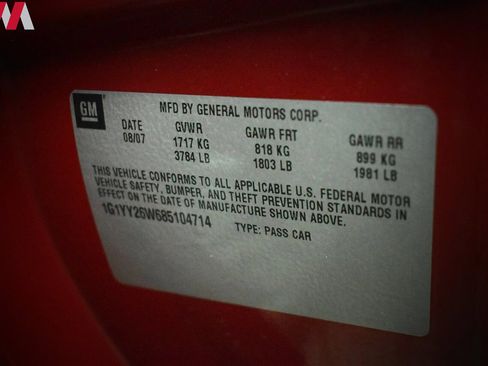 GM
MFD BY GENERAL MOTORS CORP.
DATE GVWR GAWR FRT GAWR RR
08/07 1717 KG 818 KG 899 KG
3784 LB 1803 LB 1981 LB
THIS VEHICLE CONFORMS TO ALL APPLICABLE U.S. FEDERAL MOTOR
VEHICLE SAFETY, BUMPER, AND THEFT PREVENTION STANDARDS IN
EFFECT ON THE DATE OF MANUFACTURE SHOWN ABOVE.
1G1YY26W685104714
TYPE: PASS CAR